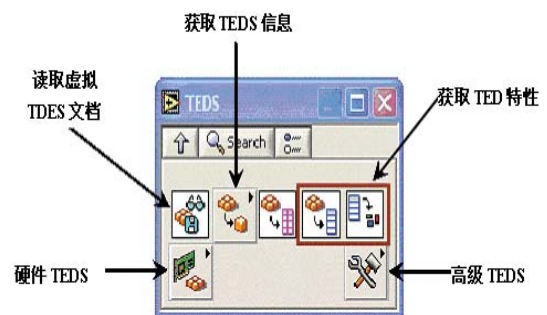 获取 TEDS 信息
读取虚拟
TDES 文档
获取 TED 特性
TEDS
Search
硬件 TEDS
高级 TEDS